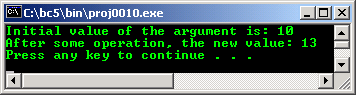 C:\bc5\bin\proj0010.exe
Initial value of the argument is: 10
After some operation, the new value: 13
Press any key to continue . . .